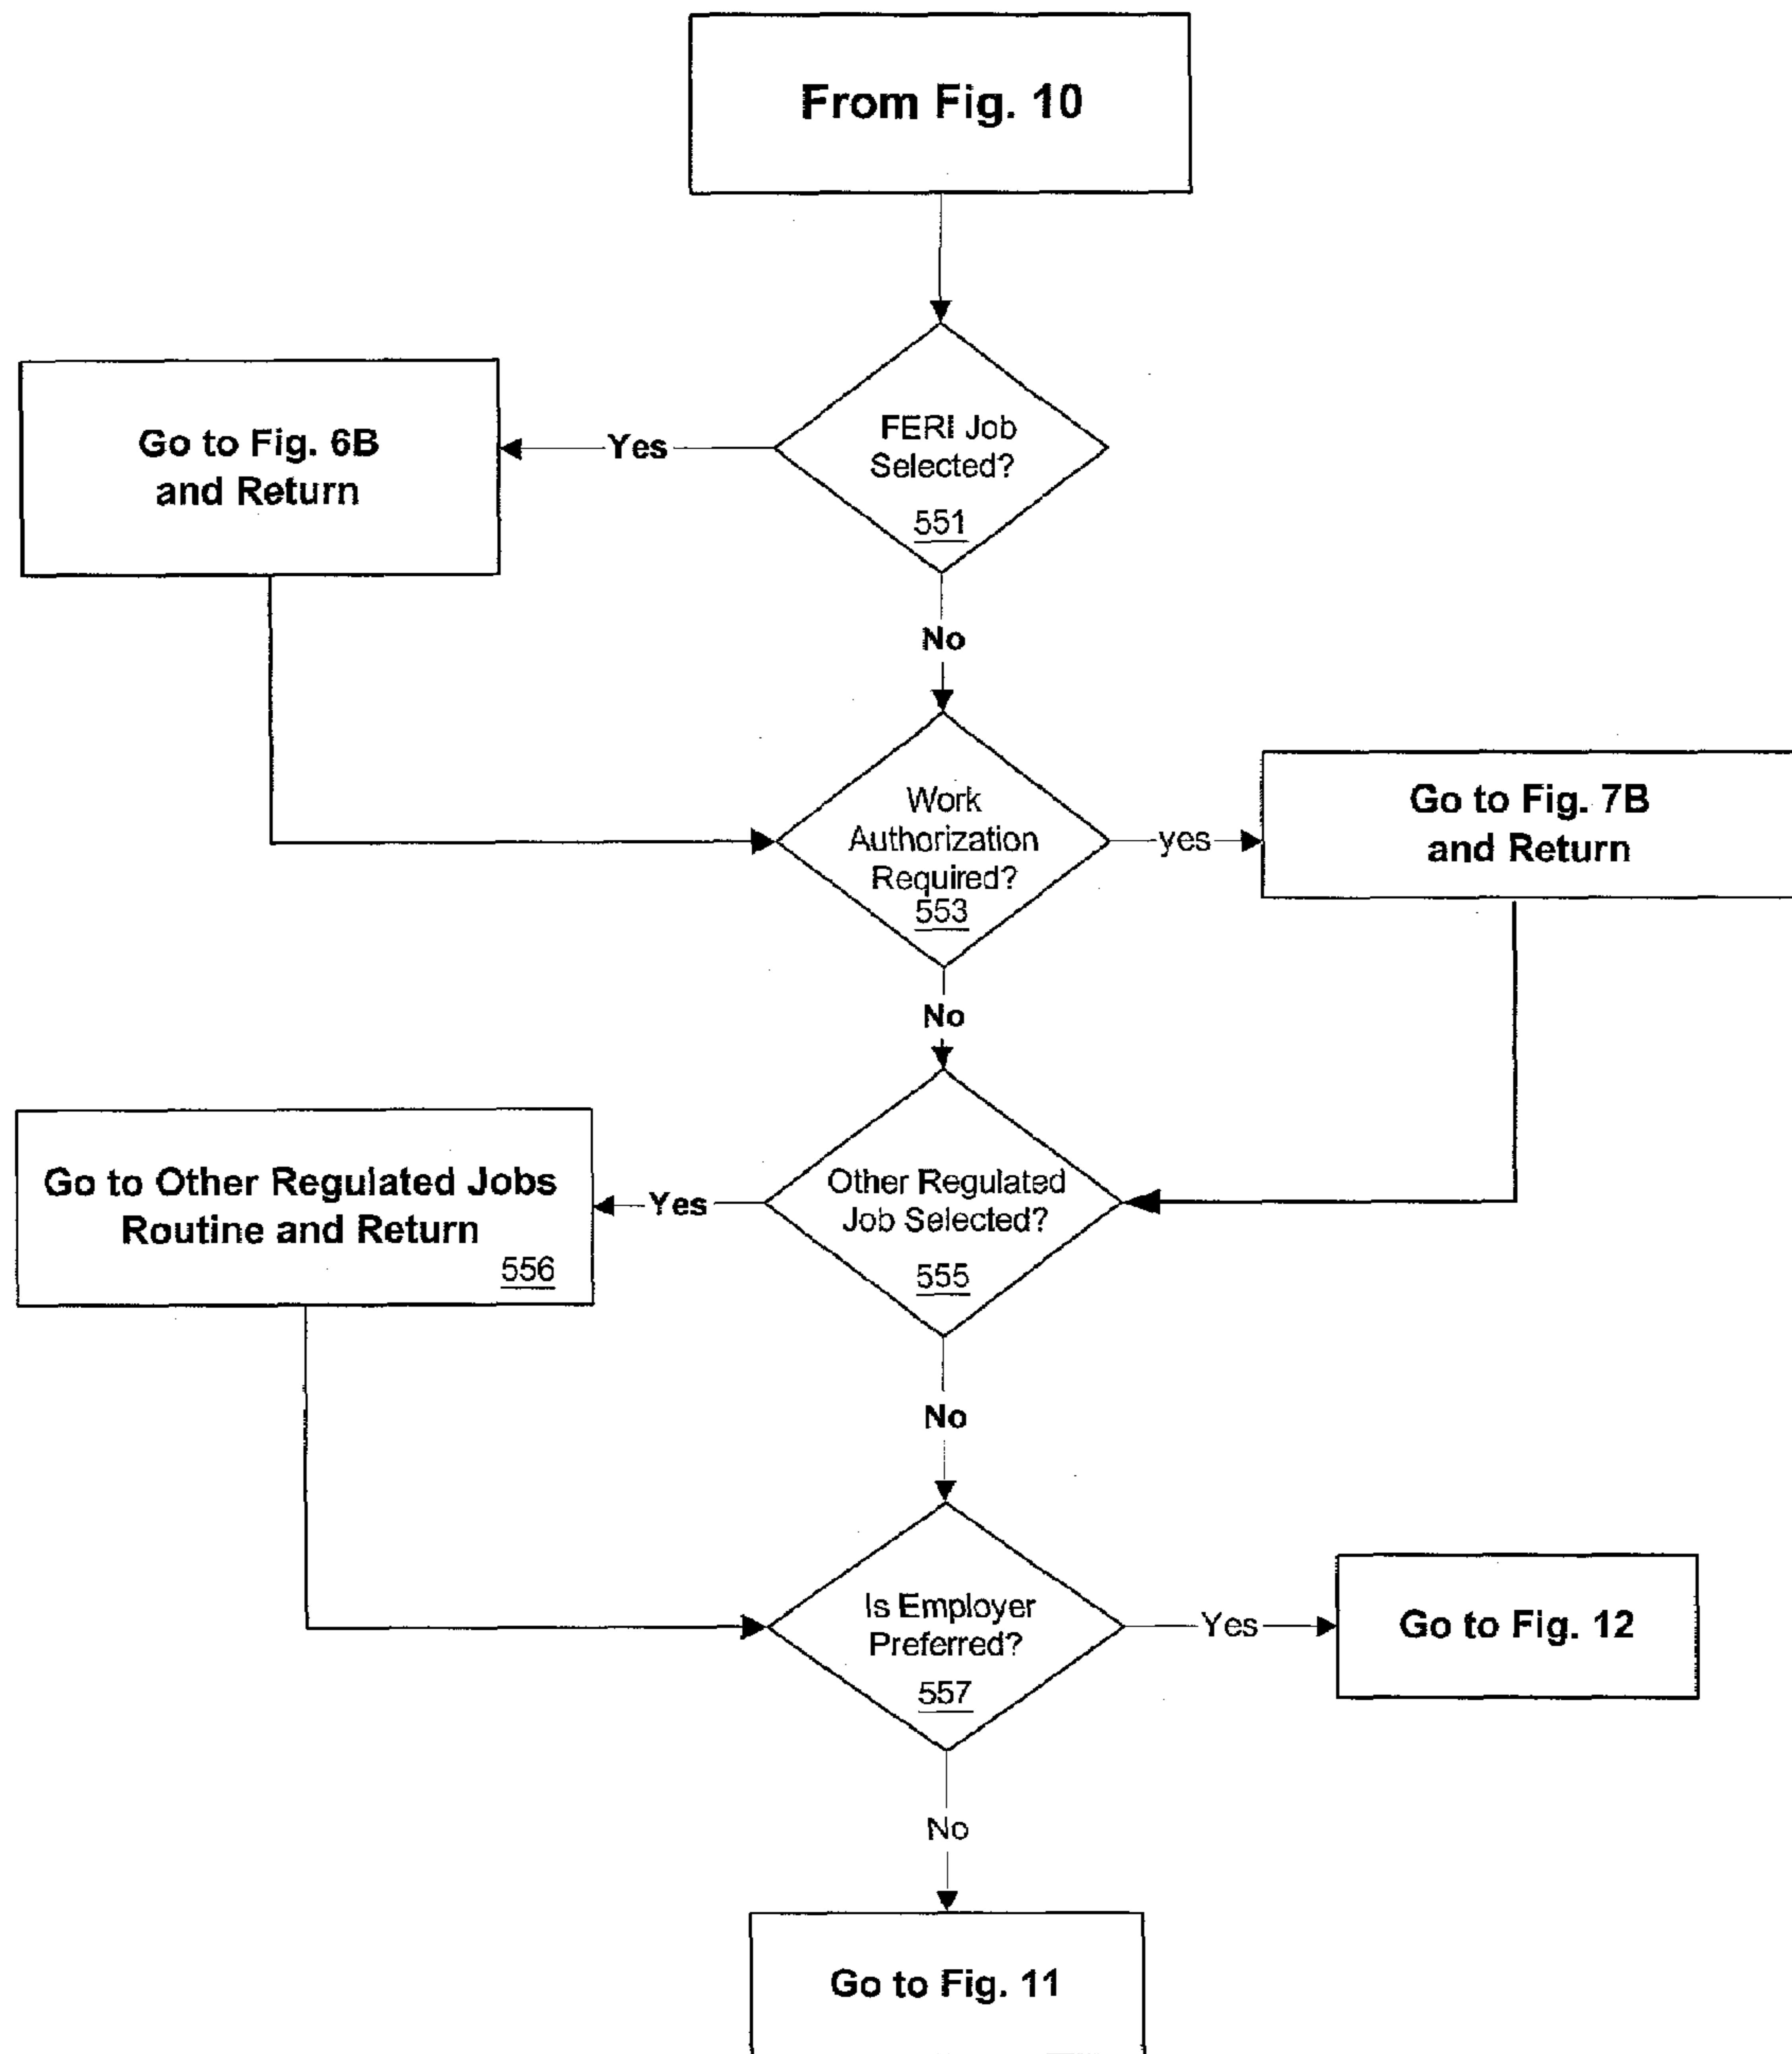 From Fig. 10
FERI Job
Selected?
551
Yes
Go to Fig. 6B
and Return
No
Work
Authorization
Required?
553
yes
Go to Fig. 7B
and Return
No
Other Regulated
Job Selected?
555
Yes
Go to Other Regulated Jobs
Routine and Return
556
No
Is Employer
Preferred?
557
Yes
Go to Fig. 12
No
Go to Fig. 11